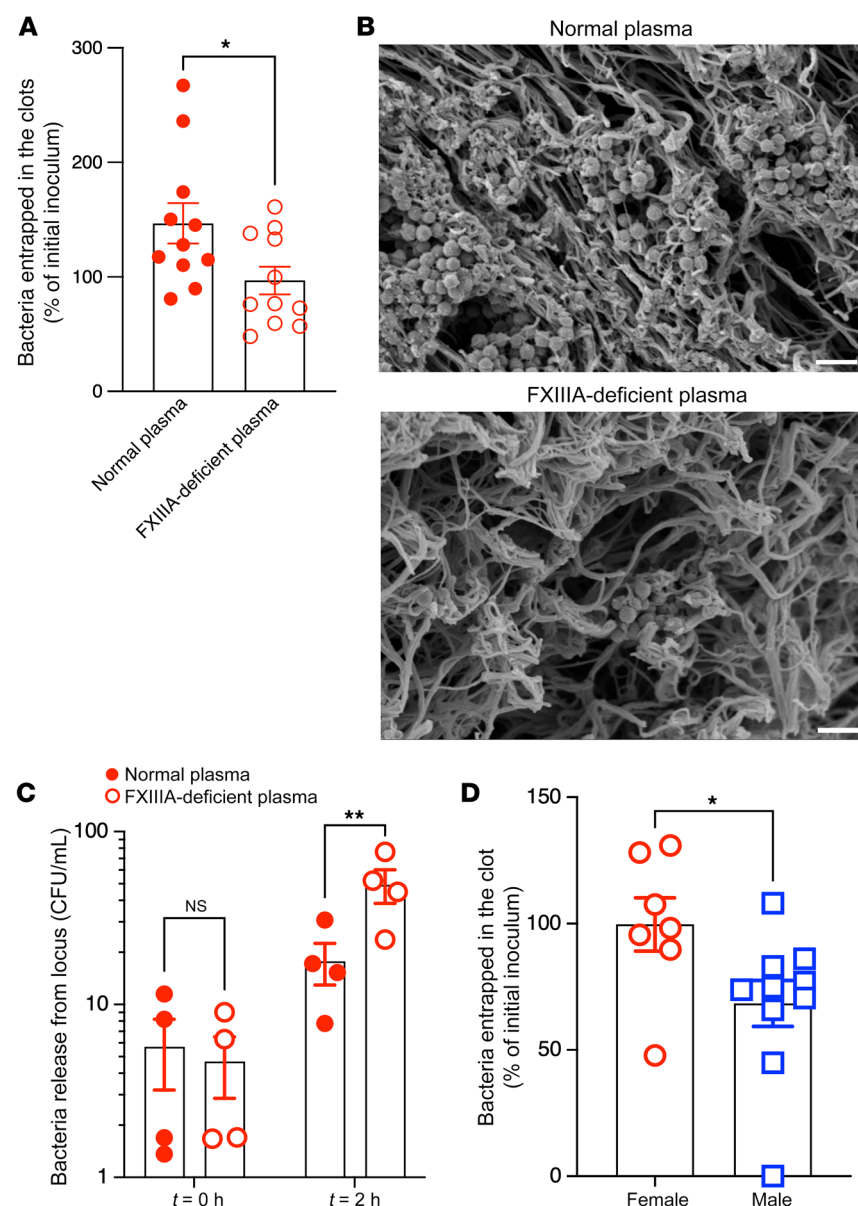 A
Bacteria entrapped in the clots
(% of initial inoculum)
300
200
100
0
*
Normal plasma
FXIIIA-deficient plasma
B
Normal plasma
FXIIIA-deficient plasma
C
Normal plasma
FXIIIA-deficient plasma
Bacteria release from locus (CFU/mL)
100
10
1
NS
**
t = 0 h
t = 2 h
D
Bacteria entrapped in the clot
(% of initial inoculum)
150
100
50
0
*
Female
Male